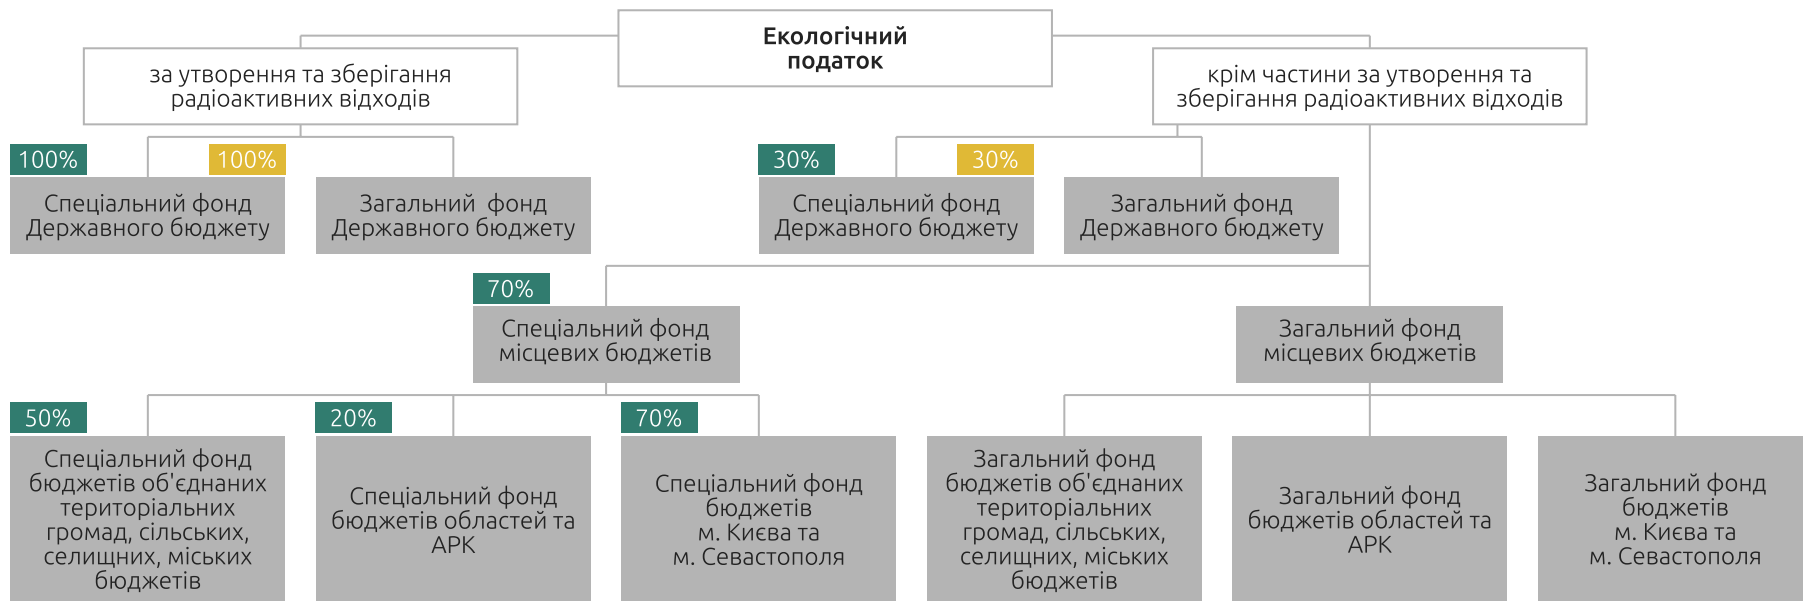 Екологічний
податок
за утворення та зберігання
радіоактивних відходів
крім частини за утворення та
зберігання радіоактивних відходів
100%
100%
30%
30%
Спеціальний фонд
Державного бюджету
Загальний фонд
Державного бюджету
Спеціальний фонд
Державного бюджету
Загальний фонд
Державного бюджету
70%
Спеціальний фонд
місцевих бюджетів
Загальний фонд
місцевих бюджетів
50%
20%
70%
Спеціальний фонд
бюджетів об'єднаних
територіальних
громад, сільських,
селищних, міських
бюджетів
Спеціальний фонд
бюджетів областей та
АРК
Спеціальний фонд
бюджетів
м. Києва та
м. Севастополя
Загальний фонд
бюджетів об'єднаних
територіальних
громад, сільських,
селищних, міських
бюджетів
Загальний фонд
бюджетів областей та
АРК
Загальний фонд
бюджетів
м. Києва та
м. Севастополя